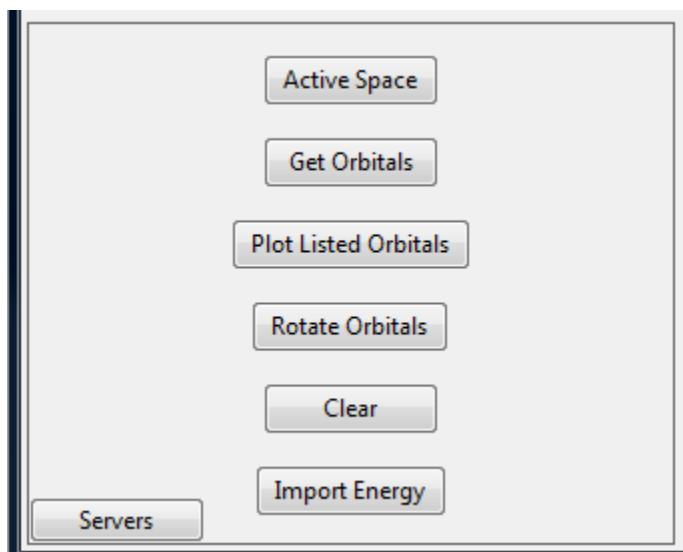 Active Space
Get Orbitals
Plot Listed Orbitals
Rotate Orbitals
Clear
Import Energy
Servers